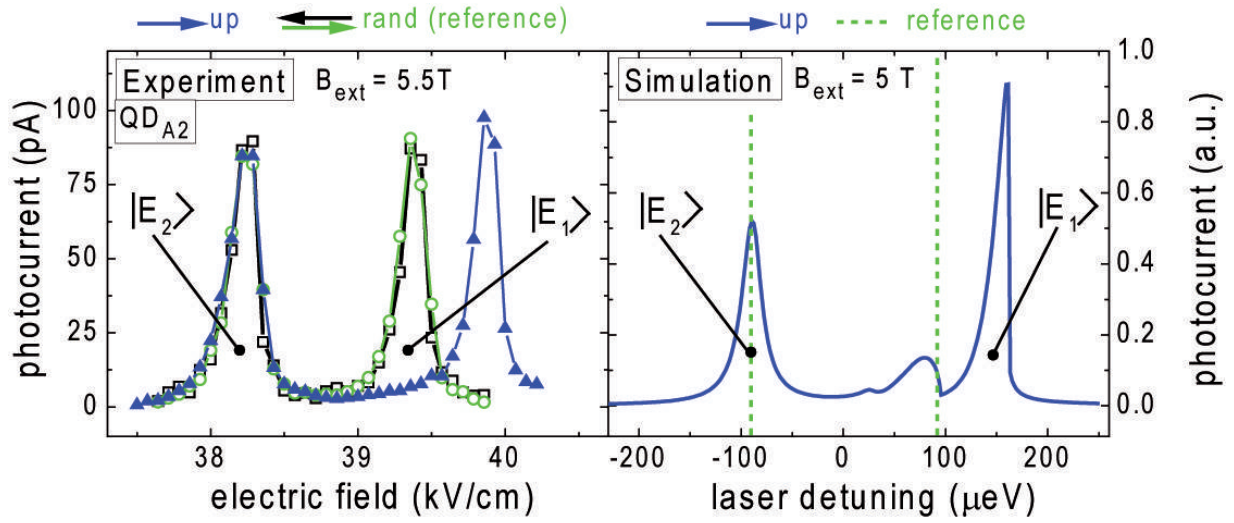 up rand (reference) up reference
Experiment B_ext = 5.5T
QD_A2
Simulation B_ext = 5 T
|E_2⟩ |E_1⟩
|E_2⟩ |E_1⟩
photocurrent (pA)
100
75
50
25
0
38 39 40
electric field (kV/cm)
1.0
0.8
0.6
0.4
0.2
0.0
photocurrent (a.u.)
-200 -100 0 100 200
laser detuning (μeV)